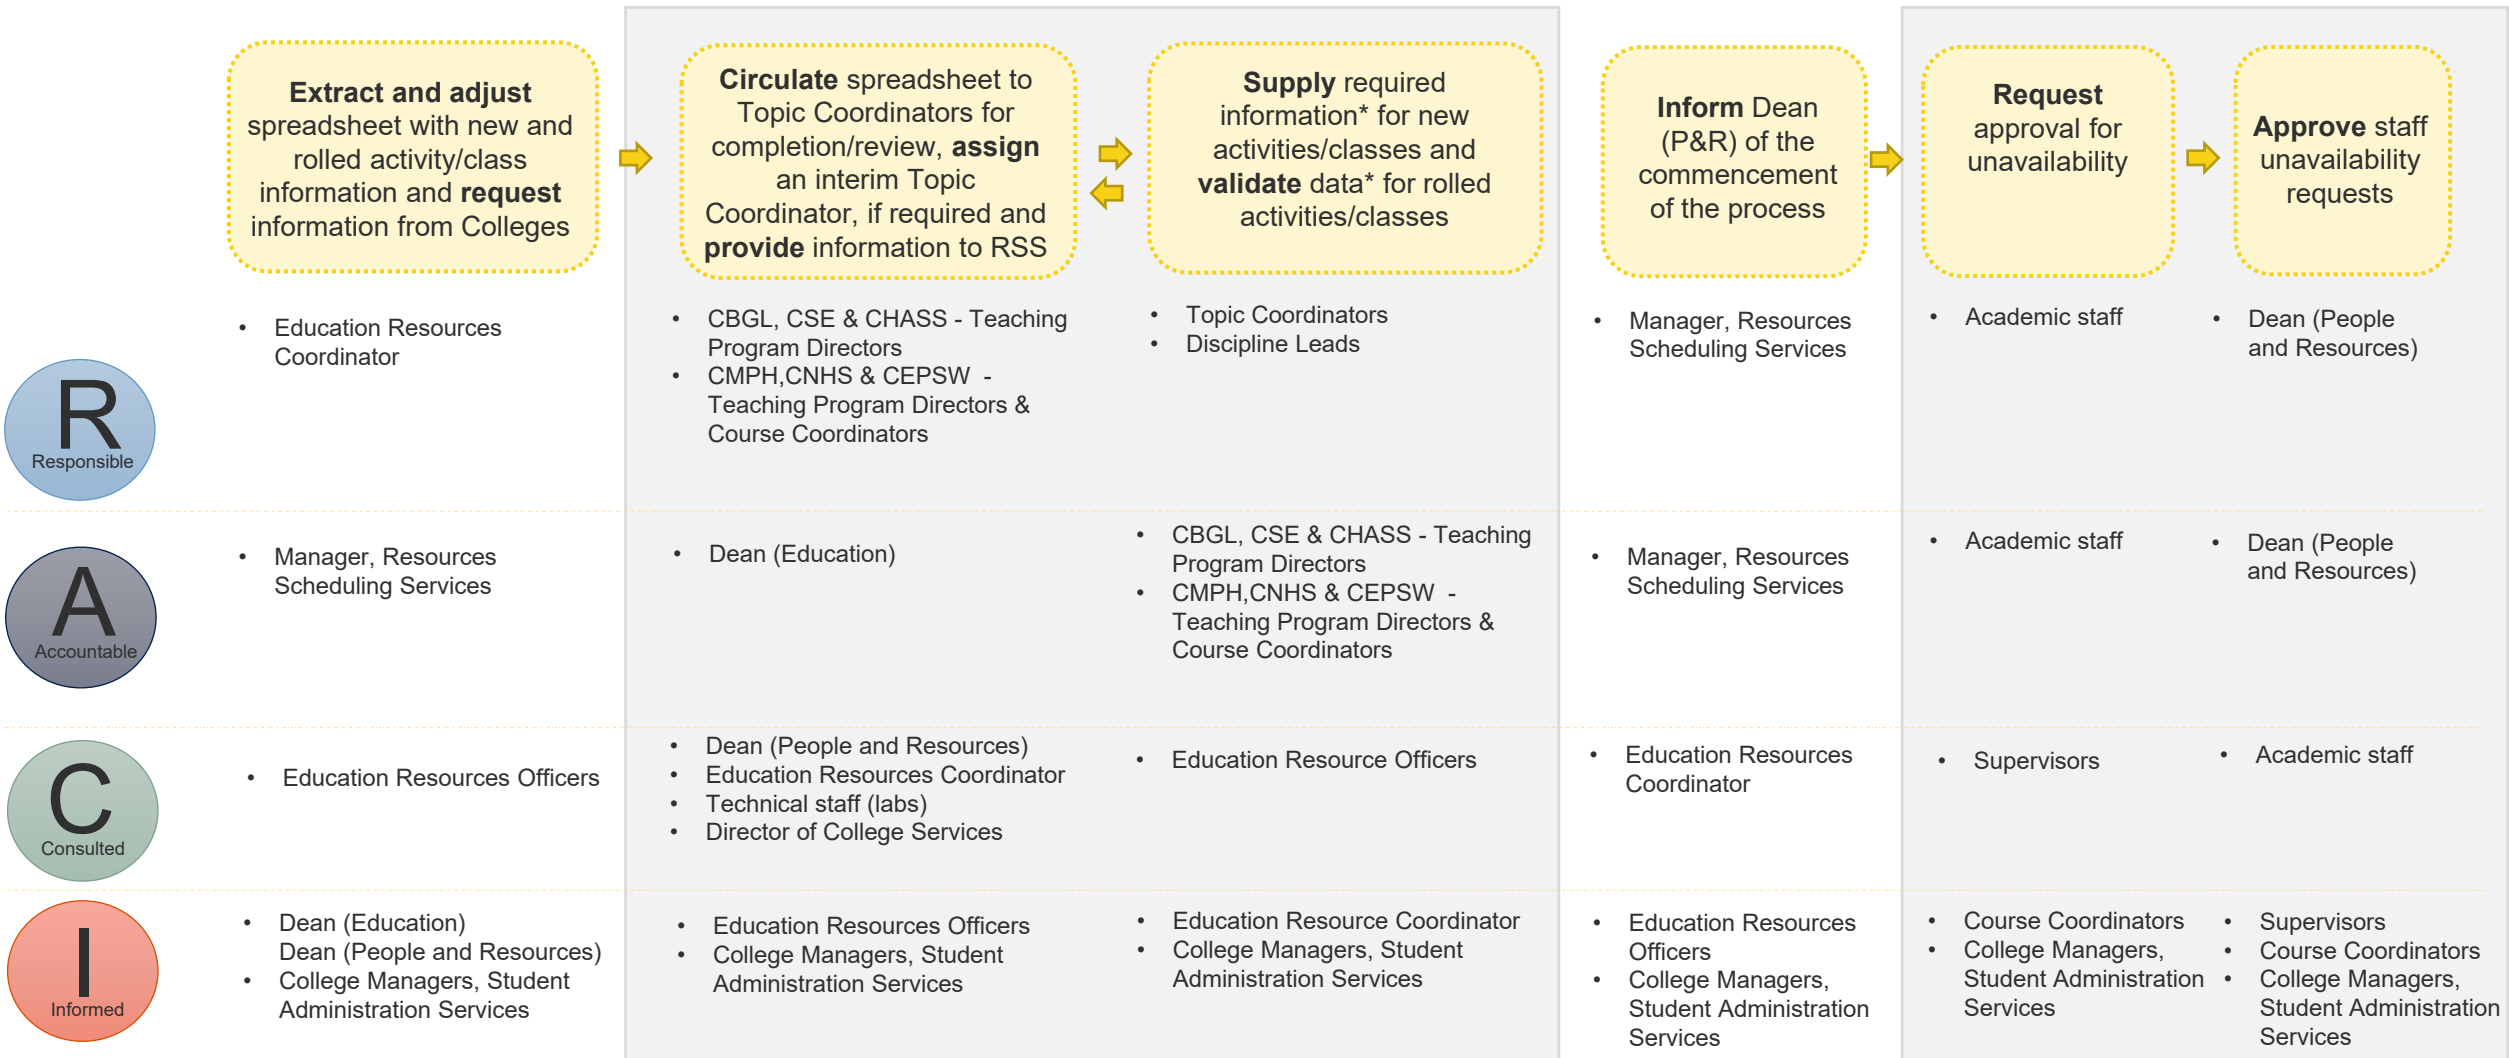 Extract and adjust
spreadsheet with new and
rolled activity/class
information and request
information from Colleges
Circulate spreadsheet to
Topic Coordinators for
completion/review, assign
an interim Topic
Coordinator, if required and
provide information to RSS
Supply required
information* for new
activities/classes and
validate data* for rolled
activities/classes
Inform Dean
(P&R) of the
commencement
of the process
Request
approval for
unavailability
Approve staff
unavailability
requests
R
Responsible
• Education Resources
Coordinator
• CBGL, CSE & CHASS - Teaching
Program Directors
• CMPH,CNHS & CEPSW -
Teaching Program Directors &
Course Coordinators
• Topic Coordinators
• Discipline Leads
• Manager, Resources
Scheduling Services
• Academic staff
• Dean (People
and Resources)
A
Accountable
• Manager, Resources
Scheduling Services
• Dean (Education)
• CBGL, CSE & CHASS - Teaching
Program Directors
• CMPH,CNHS & CEPSW -
Teaching Program Directors &
Course Coordinators
• Manager, Resources
Scheduling Services
• Academic staff
• Dean (People
and Resources)
C
Consulted
• Education Resources Officers
• Dean (People and Resources)
• Education Resources Coordinator
• Technical staff (labs)
• Director of College Services
• Education Resource Officers
• Education Resources
Coordinator
• Supervisors
• Academic staff
I
Informed
• Dean (Education)
Dean (People and Resources)
• College Managers, Student
Administration Services
• Education Resources Officers
• College Managers, Student
Administration Services
• Education Resource Coordinator
• College Managers, Student
Administration Services
• Education Resources
Officers
• College Managers,
Student Administration
Services
• Course Coordinators
• College Managers,
Student Administration
Services
• Supervisors
• Course Coordinators
• College Managers,
Student Administration
Services